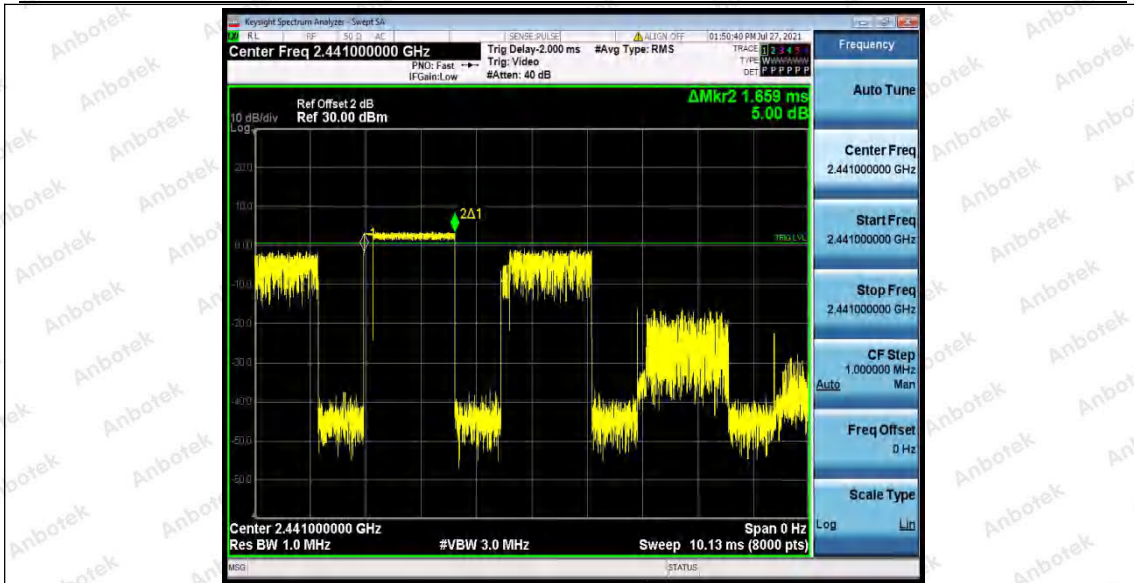 Keysight Spectrum Analyzer - Swept SA
RL RF 50 Ω AC SENSE:PULSE ALIGN OFF 01:50:40 PM Jul 27, 2021
Center Freq 2.441000000 GHz
PNO: Fast
IFGain:Low
Trig Delay-2.000 ms
Trig: Video
#Atten: 40 dB
#Avg Type: RMS
TRACE 1 2 3 4 5 6
TYPE WWWWWW
DET P P P P P P
ΔMkr2 1.659 ms
5.00 dB
Ref Offset 2 dB
10 dB/div Ref 30.00 dBm
Log
20.0
10.0
0.00
-10.0
-20.0
-30.0
-40.0
-50.0
-60.0
1
2Δ1
TRIG LVL
Center 2.441000000 GHz Span 0 Hz
Res BW 1.0 MHz #VBW 3.0 MHz Sweep 10.13 ms (8000 pts)
MSG STATUS
Frequency
Auto Tune
Center Freq
2.441000000 GHz
Start Freq
2.441000000 GHz
Stop Freq
2.441000000 GHz
CF Step
1.000000 MHz
Auto Man
Freq Offset
0 Hz
Scale Type
Log Lin
Anbotek